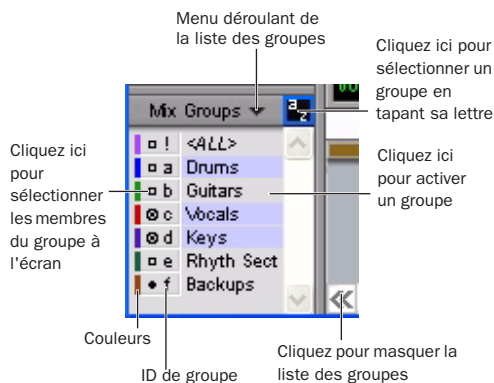 Menu déroulant de
la liste des groupes
Cliquez ici pour
sélectionner un
groupe en
tapant sa lettre
Mix Groups
a z
Cliquez ici
pour
sélectionner
les membres
du groupe à
l'écran
! <ALL>
a Drums
b Guitars
c Vocals
d Keys
e Rhyth Sect
f Backups
Cliquez ici
pour activer
un groupe
Couleurs
ID de groupe
Cliquez pour masquer la
liste des groupes